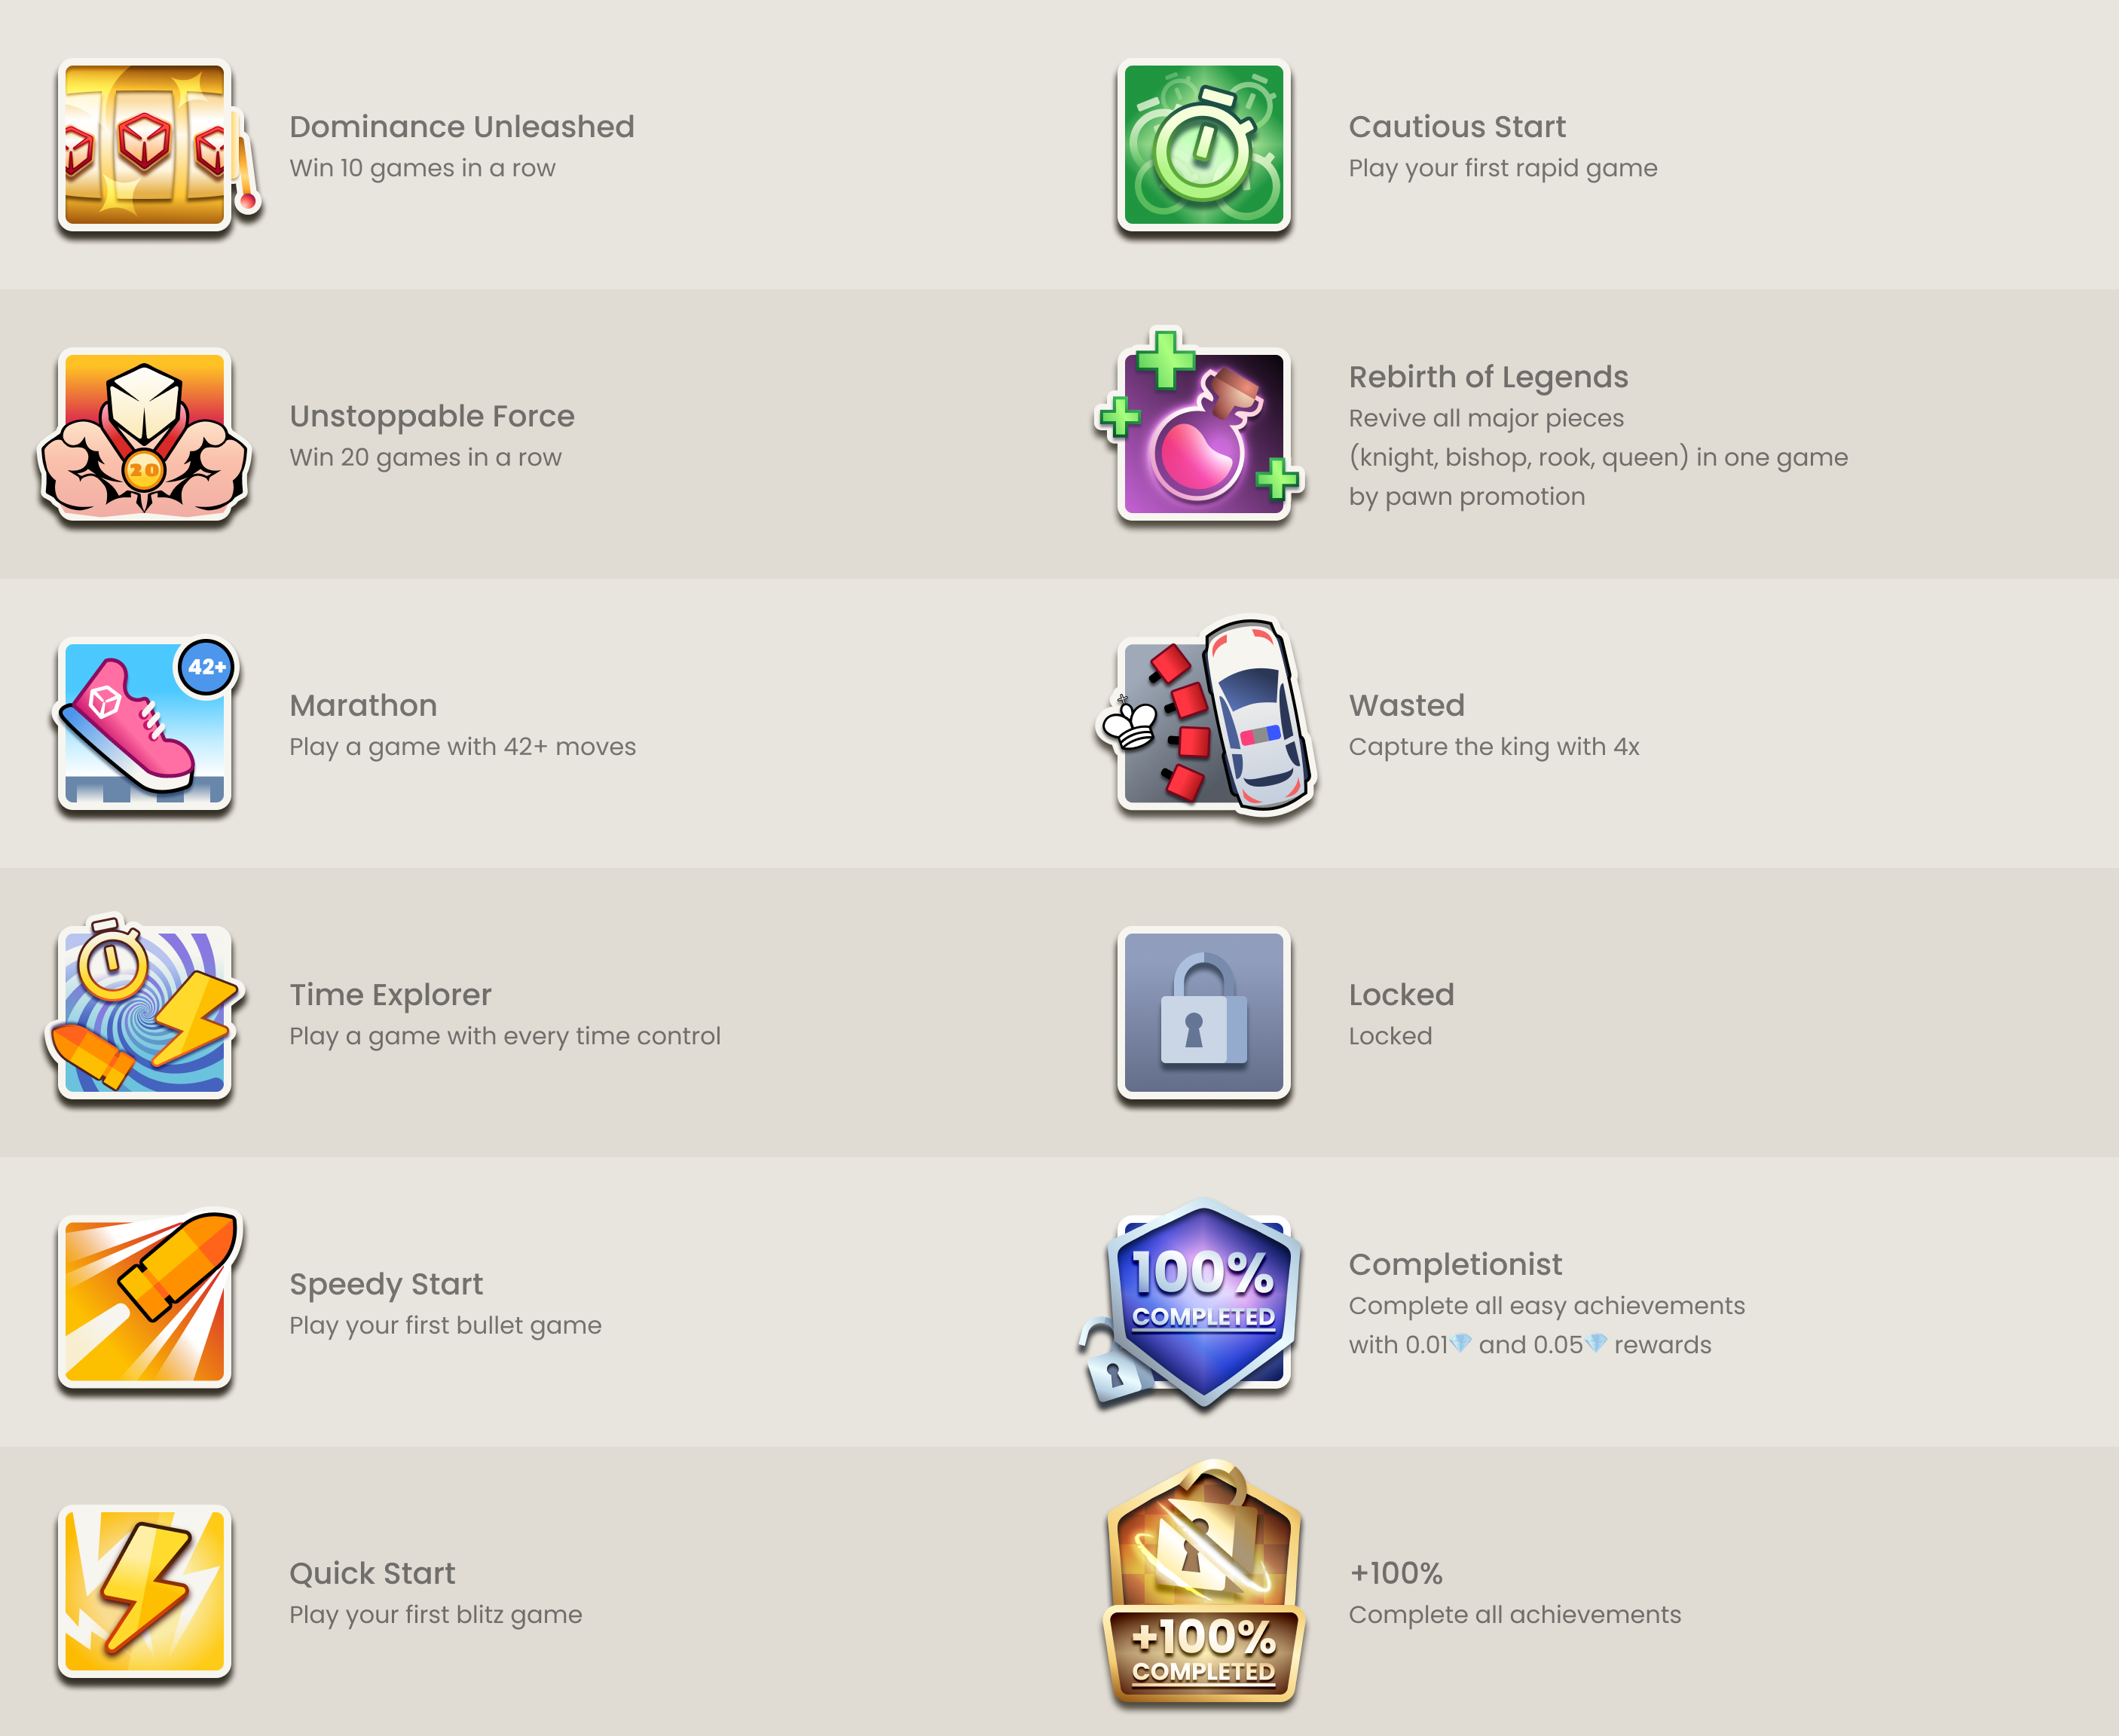 Dominance Unleashed
Win 10 games in a row
Cautious Start
Play your first rapid game
20
Unstoppable Force
Win 20 games in a row
Rebirth of Legends
Revive all major pieces
(knight, bishop, rook, queen) in one game
by pawn promotion
42+
Marathon
Play a game with 42+ moves
Wasted
Capture the king with 4x
Time Explorer
Play a game with every time control
Locked
Locked
Speedy Start
Play your first bullet game
100%
COMPLETED
Completionist
Complete all easy achievements
with 0.01💎 and 0.05💎 rewards
Quick Start
Play your first blitz game
+100%
COMPLETED
+100%
Complete all achievements